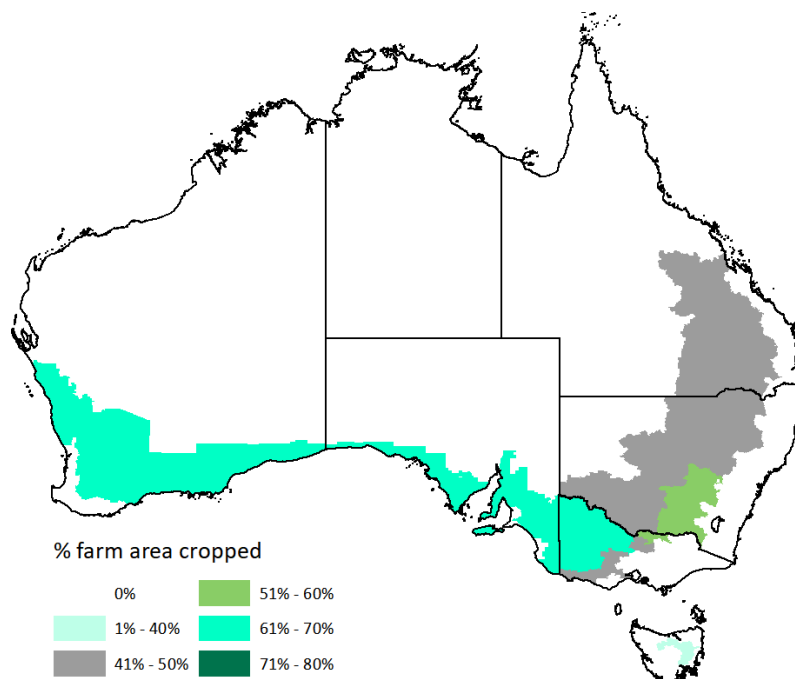 % farm area cropped
0%
51% - 60%
1% - 40%
61% - 70%
41% - 50%
71% - 80%